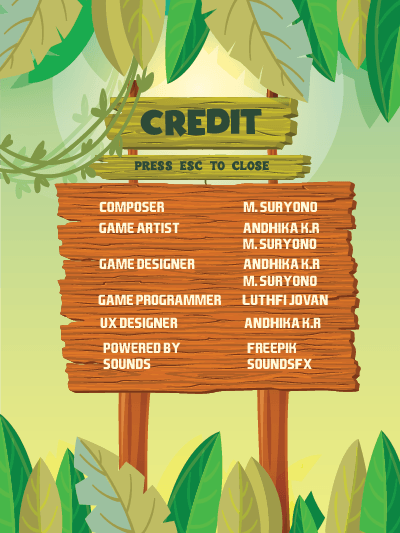 CREDIT
PRESS ESC TO CLOSE
COMPOSER M. SURYONO
GAME ARTIST ANDHIKA K.R
M. SURYONO
GAME DESIGNER ANDHIKA K.R
M. SURYONO
GAME PROGRAMMER LUTHFI JOVAN
UX DESIGNER ANDHIKA K.R
POWERED BY FREEPIK
SOUNDS SOUNDSFX